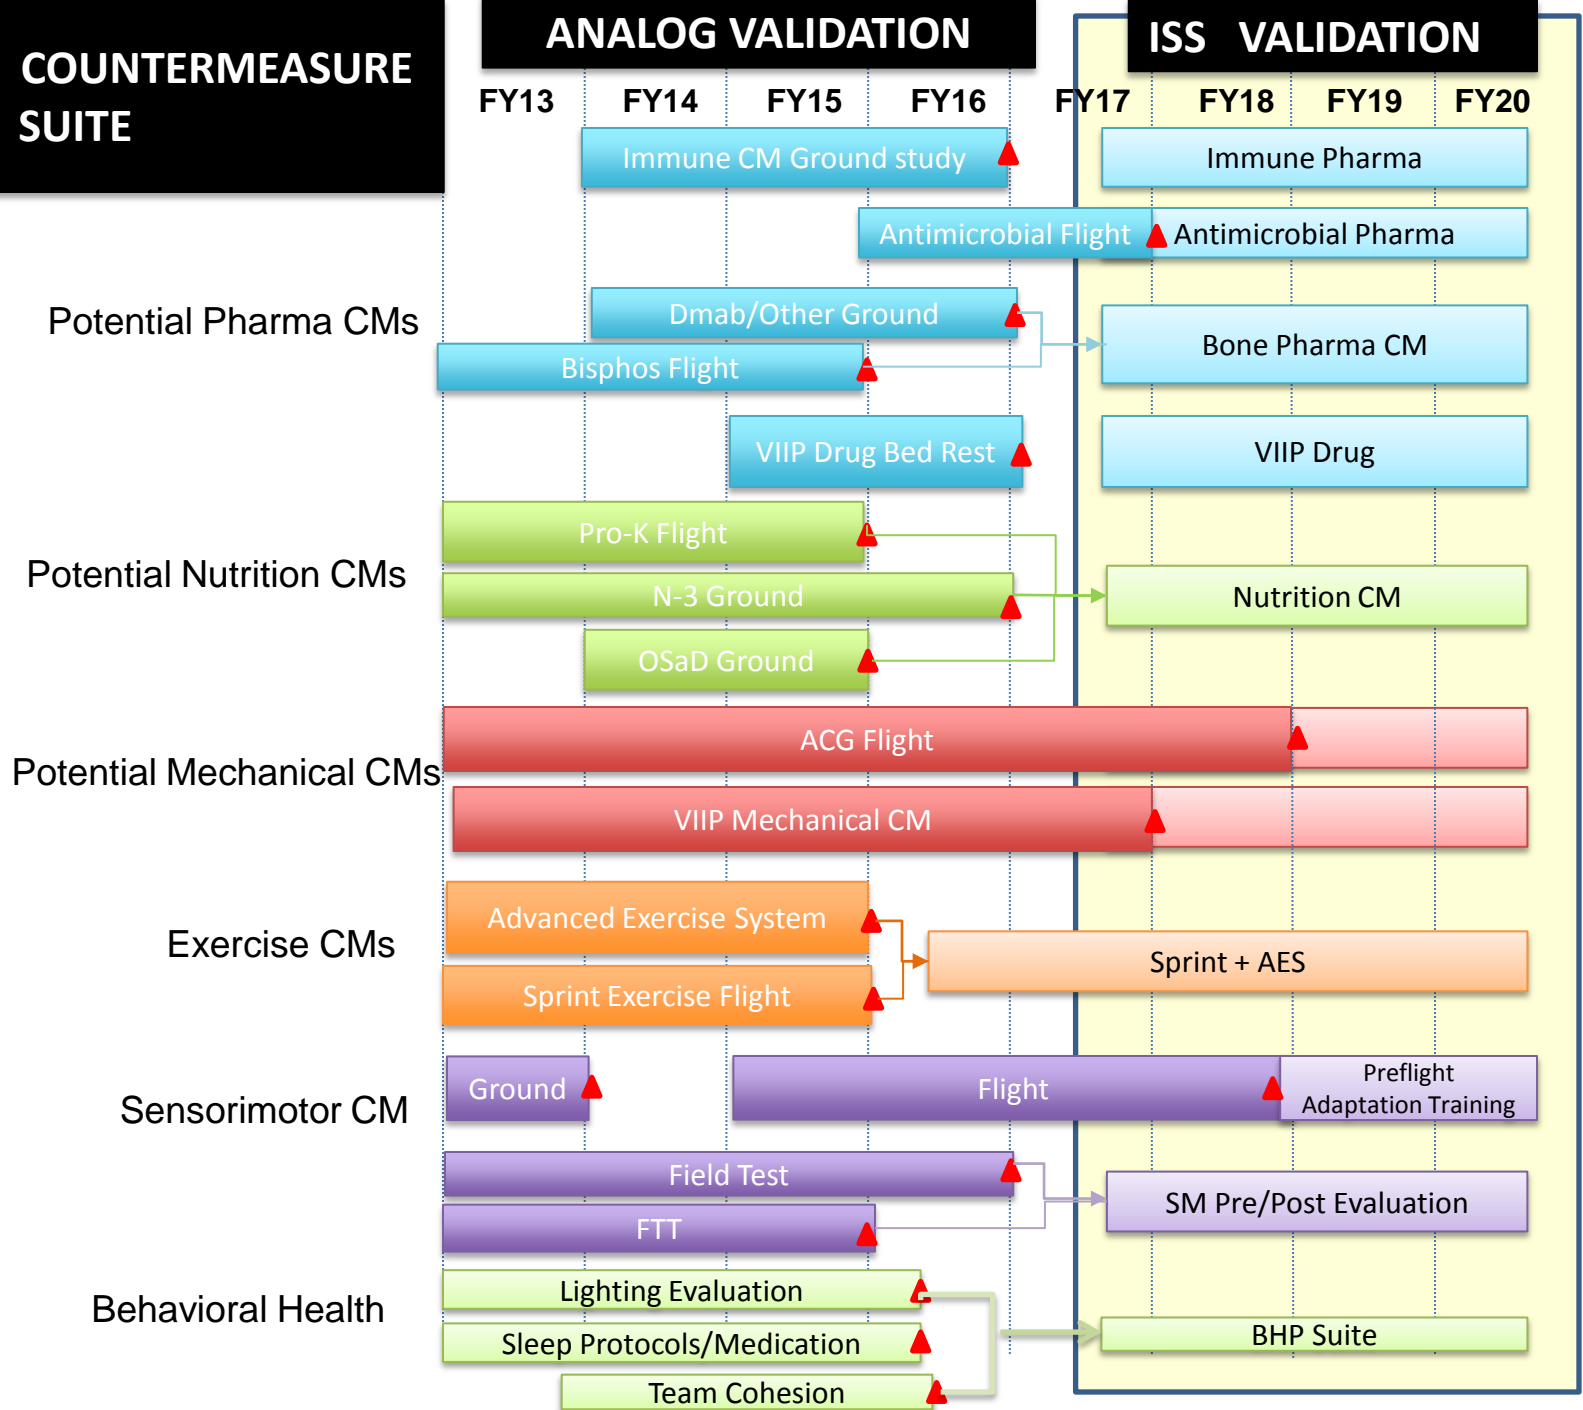 COUNTERMEASURE
SUITE
ANALOG VALIDATION
ISS VALIDATION
FY13 FY14 FY15 FY16 FY17 FY18 FY19 FY20
Immune CM Ground study
Immune Pharma
Antimicrobial Flight
Antimicrobial Pharma
Potential Pharma CMs
Dmab/Other Ground
Bisphos Flight
Bone Pharma CM
VIIP Drug Bed Rest
VIIP Drug
Potential Nutrition CMs
Pro-K Flight
N-3 Ground
OSaD Ground
Nutrition CM
Potential Mechanical CMs
ACG Flight
VIIP Mechanical CM
Exercise CMs
Advanced Exercise System
Sprint Exercise Flight
Sprint + AES
Sensorimotor CM
Ground
Flight
Preflight
Adaptation Training
Field Test
FTT
SM Pre/Post Evaluation
Behavioral Health
Lighting Evaluation
Sleep Protocols/Medication
Team Cohesion
BHP Suite